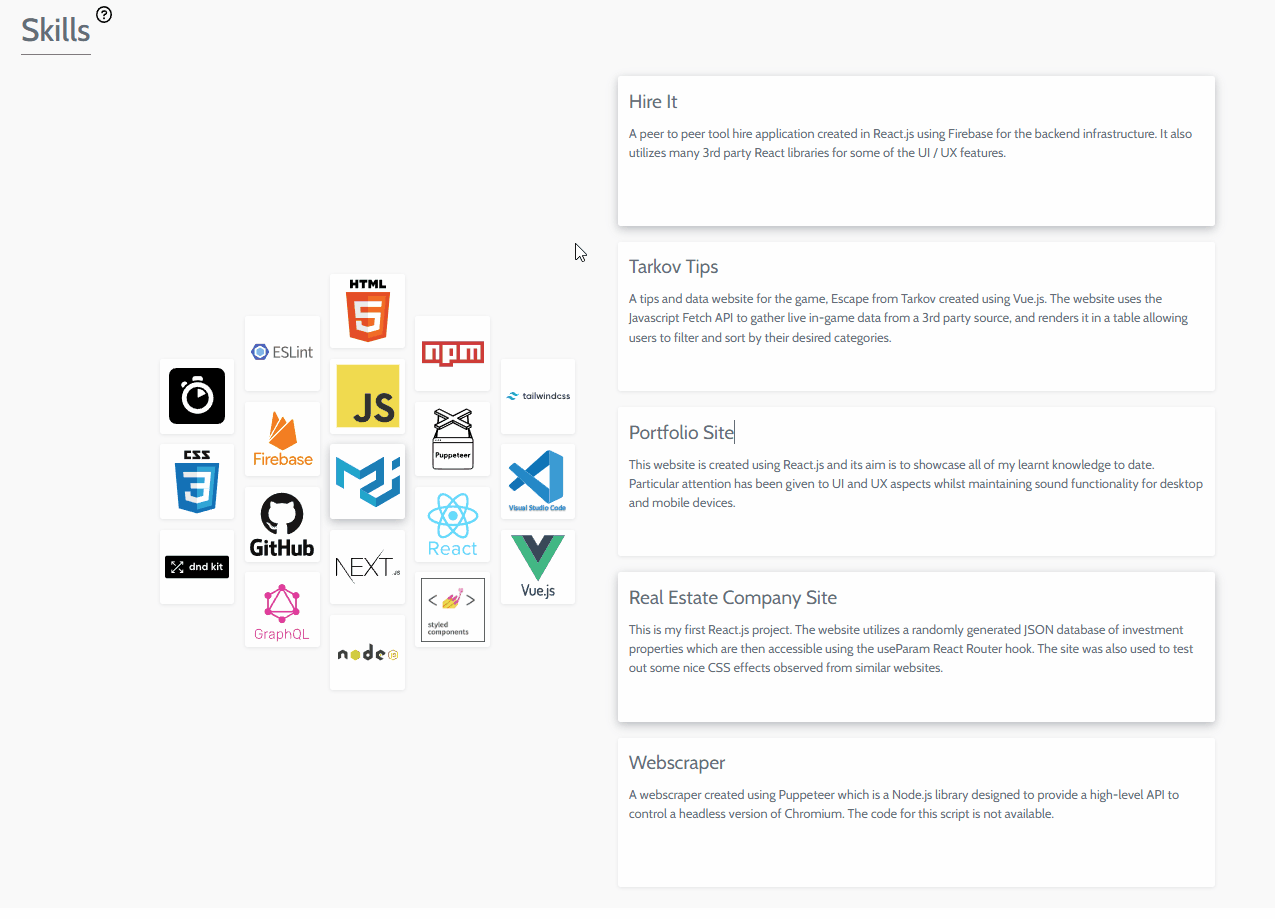 Skills
?
HTML
5
ESLint
npm
JS
tailwindcss
Firebase
Puppeteer
CSS
3
Visual Studio Code
GitHub
React
dnd kit
NEXT.JS
Vue.js
GraphQL
< >
styled
components
node
JS
Hire It
A peer to peer tool hire application created in React.js using Firebase for the backend infrastructure. It also
utilizes many 3rd party React libraries for some of the UI / UX features.
Tarkov Tips
A tips and data website for the game, Escape from Tarkov created using Vue.js. The website uses the
Javascript Fetch API to gather live in-game data from a 3rd party source, and renders it in a table allowing
users to filter and sort by their desired categories.
Portfolio Site
This website is created using React.js and its aim is to showcase all of my learnt knowledge to date.
Particular attention has been given to UI and UX aspects whilst maintaining sound functionality for desktop
and mobile devices.
Real Estate Company Site
This is my first React.js project. The website utilizes a randomly generated JSON database of investment
properties which are then accessible using the useParam React Router hook. The site was also used to test
out some nice CSS effects observed from similar websites.
Webscraper
A webscraper created using Puppeteer which is a Node.js library designed to provide a high-level API to
control a headless version of Chromium. The code for this script is not available.